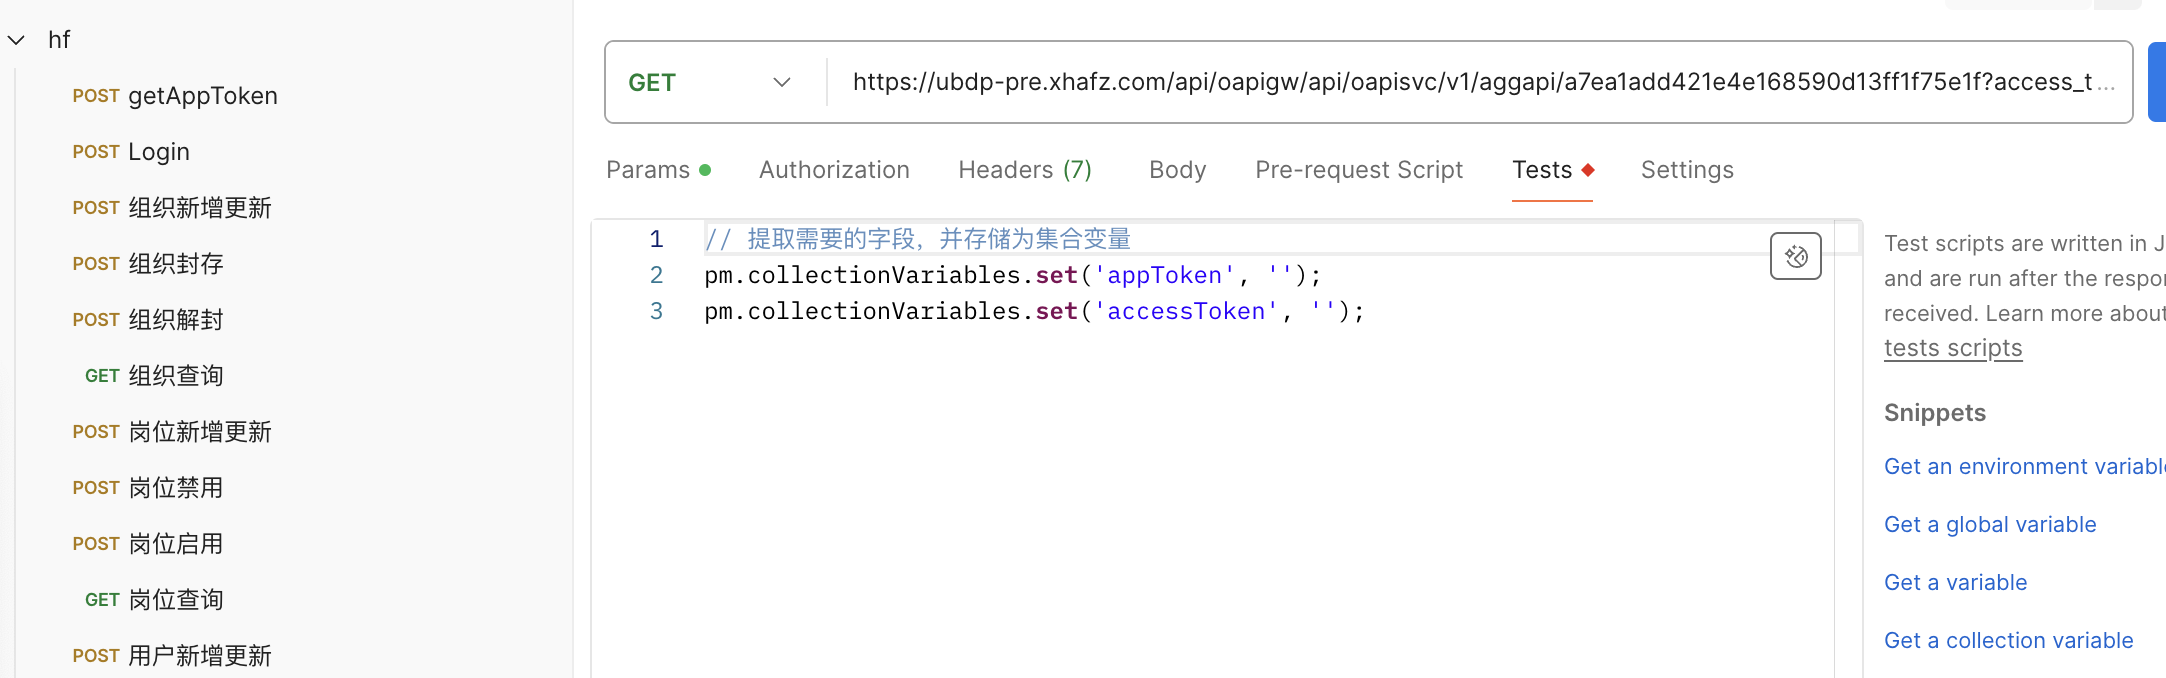 hf
POST getAppToken
POST Login
POST 组织新增更新
POST 组织封存
POST 组织解封
GET 组织查询
POST 岗位新增更新
POST 岗位禁用
POST 岗位启用
GET 岗位查询
POST 用户新增更新
GET https://ubdp-pre.xhafz.com/api/oapigw/api/oapisvc/v1/aggapi/a7ea1add421e4e168590d13ff1f75e1f?access_t...
Params Authorization Headers (7) Body Pre-request Script Tests Settings
1 // 提取需要的字段，并存储为集合变量
2 pm.collectionVariables.set('appToken', '');
3 pm.collectionVariables.set('accessToken', '');
Test scripts are written in J
and are run after the respo
received. Learn more about
tests scripts
Snippets
Get an environment variable
Get a global variable
Get a variable
Get a collection variable